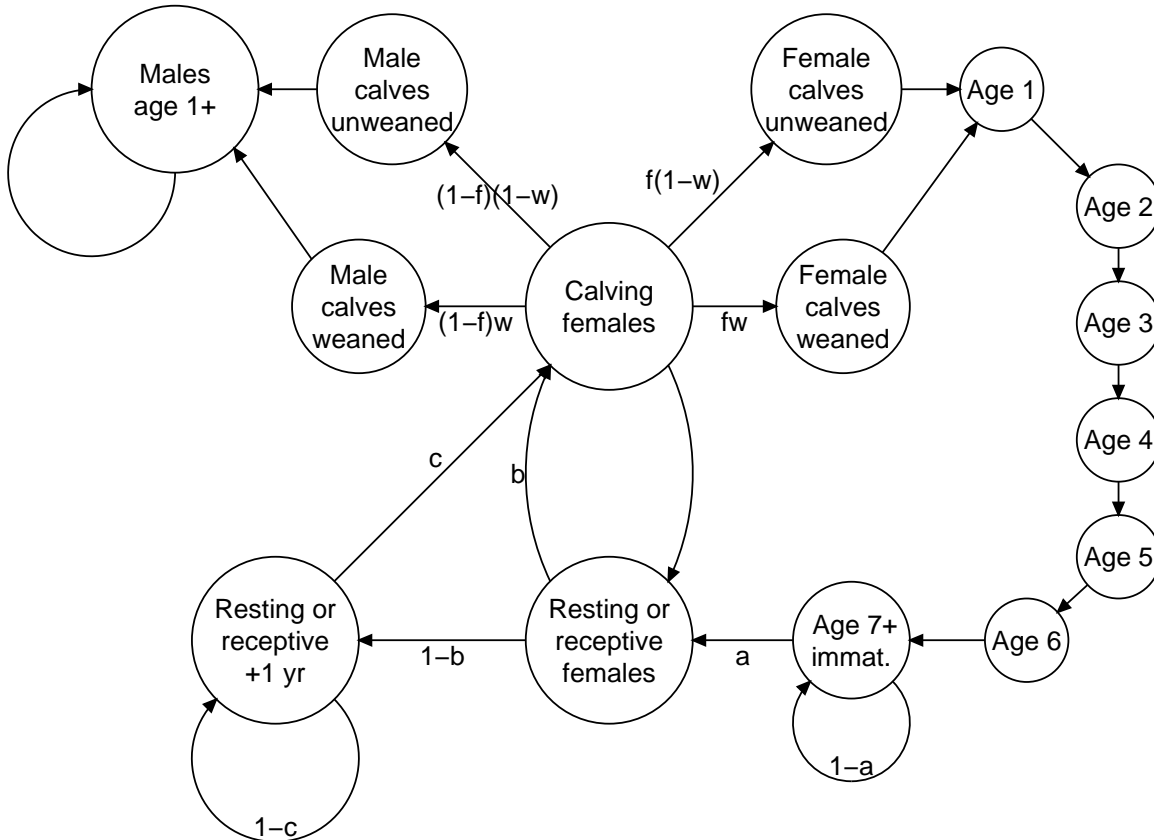 Males
age 1+
Male
calves
unweaned
Female
calves
unweaned
Age 1
(1−f)(1−w)
f(1−w)
Age 2
Male
calves
weaned
(1−f)w
Calving
females
fw
Female
calves
weaned
Age 3
Age 4
c
b
Age 5
Resting or
receptive
+1 yr
1−b
Resting or
receptive
females
a
Age 7+
immat.
Age 6
1−a
1−c